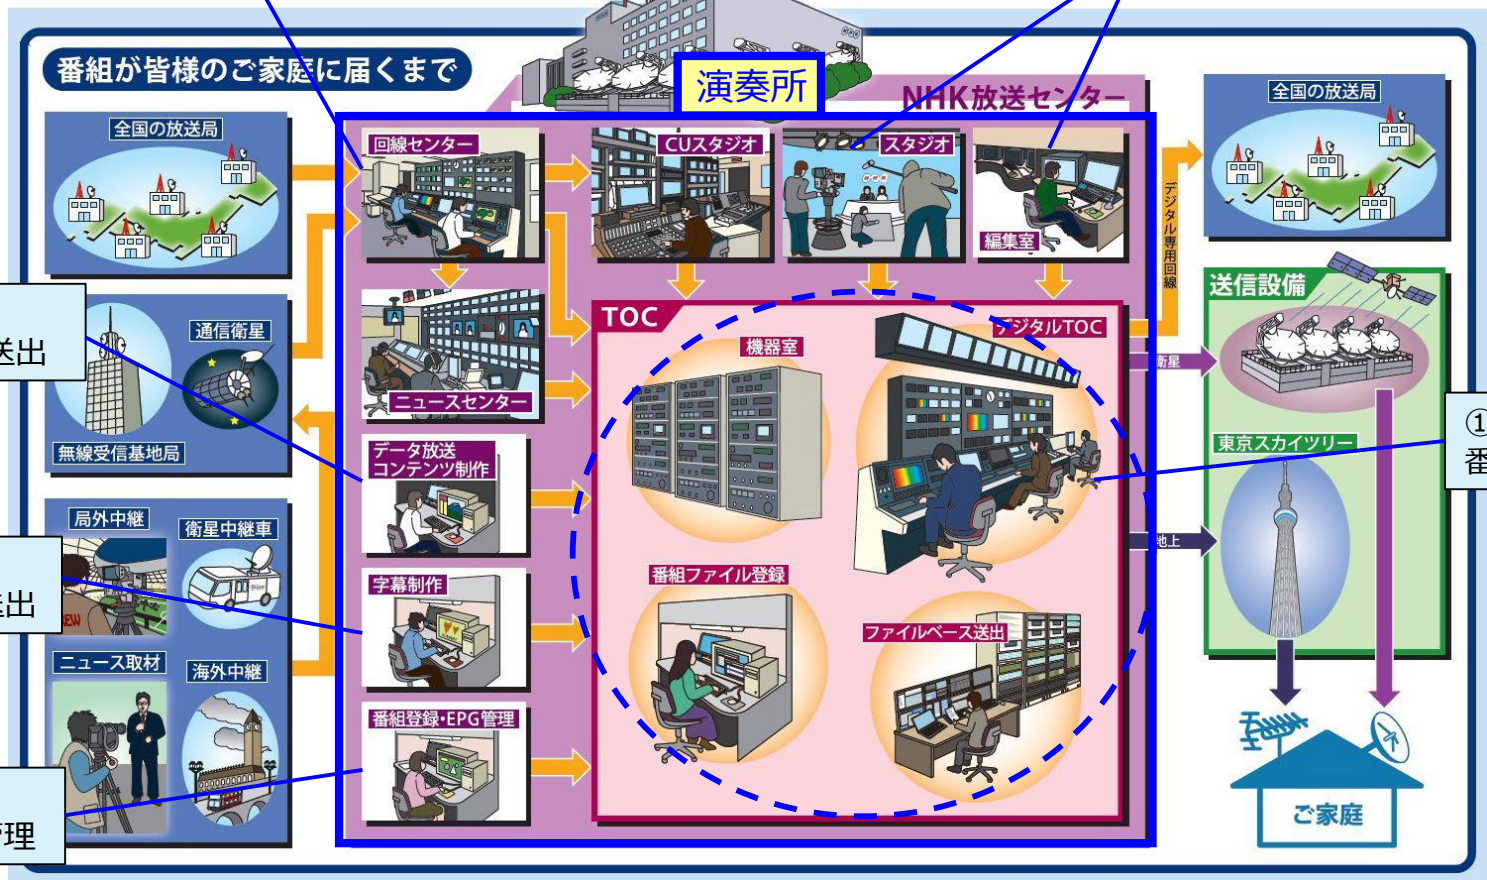 番組が皆様のご家庭に届くまで
演奏所
NHK放送センター
全国の放送局
回線センター
CUスタジオ
スタジオ
編集室
デジタル専用回線
全国の放送局
送出
通信衛星
無線受信基地局
ニュースセンター
TOC
機器室
デジタルTOC
衛星
送信設備
東京スカイツリー
①
番
データ放送
コンテンツ制作
局外中継
衛星中継車
送出
字幕制作
番組ファイル登録
ファイルベース送出
地上
ニュース取材
海外中継
番組登録・EPG管理
管理
ご家庭